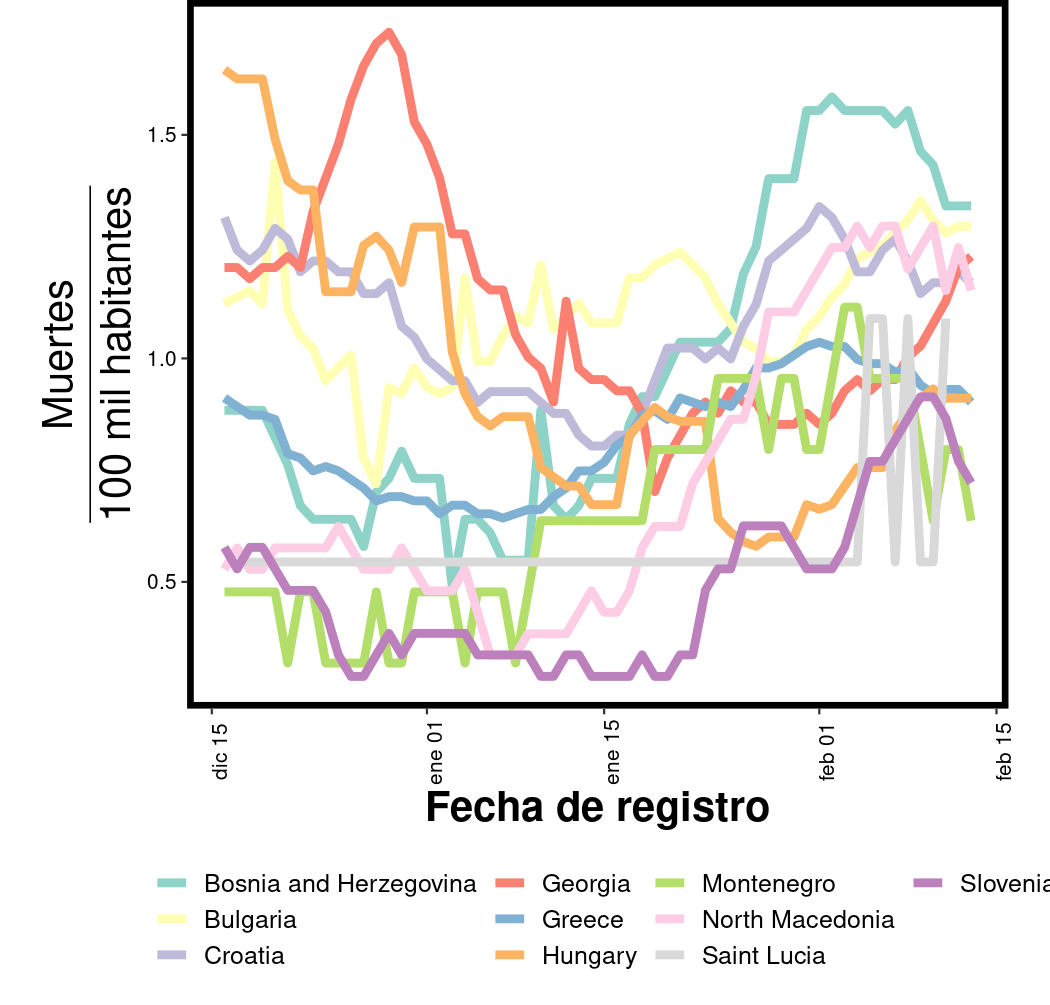 Muertes
100 mil habitantes
1.5
1.0
0.5
dic 15
ene 01
ene 15
feb 01
feb 15
Fecha de registro
Bosnia and Herzegovina
Georgia
Montenegro
Slovenia
Bulgaria
Greece
North Macedonia
Croatia
Hungary
Saint Lucia